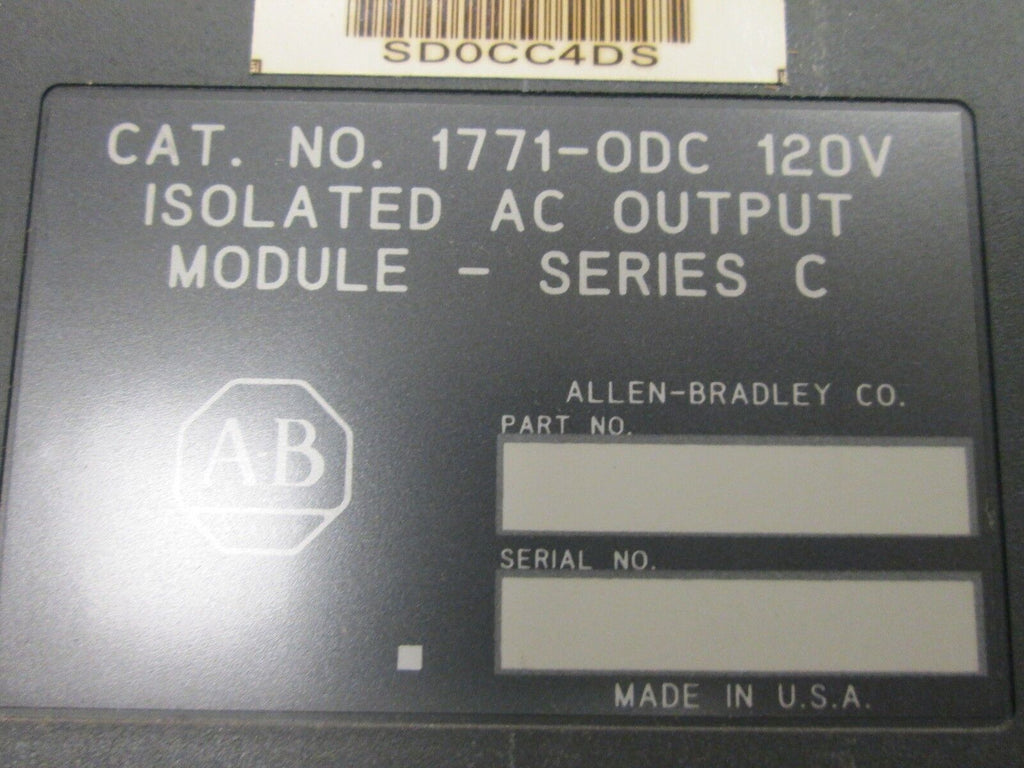 SD0CC4DS
CAT. NO. 1771-ODC 120V
ISOLATED AC OUTPUT
MODULE - SERIES C
A-B
ALLEN-BRADLEY CO.
PART NO.
SERIAL NO.
MADE IN U.S.A.